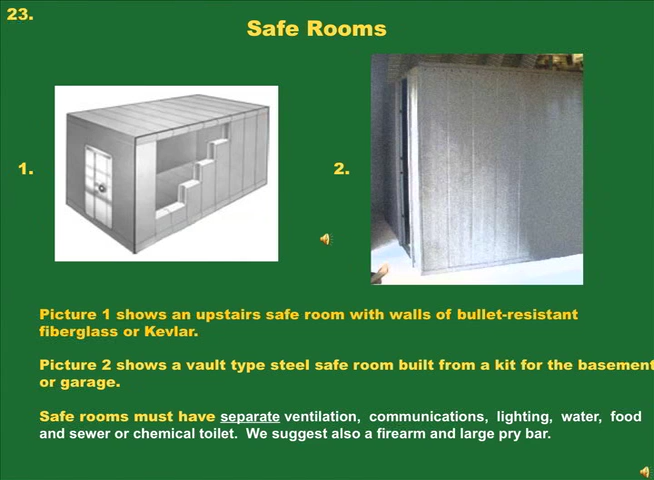 23.
Safe Rooms
1.
2.
Picture 1 shows an upstairs safe room with walls of bullet-resistant
fiberglass or Kevlar.
Picture 2 shows a vault type steel safe room built from a kit for the basement
or garage.
Safe rooms must have separate ventilation, communications, lighting, water, food
and sewer or chemical toilet. We suggest also a firearm and large pry bar.